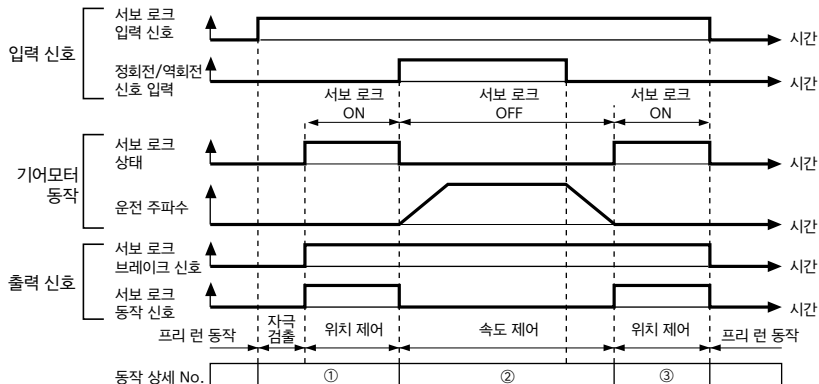 입력 신호
서보 로크
입력 신호
시간
정회전/역회전
신호 입력
시간
서보 로크
ON
서보 로크
OFF
서보 로크
ON
기어모터
동작
서보 로크
상태
시간
운전 주파수
시간
출력 신호
서보 로크
브레이크 신호
시간
서보 로크
동작 신호
시간
프리 런 동작
자극
검출
위치 제어
속도 제어
위치 제어
프리 런 동작
동작 상세 No.
①
②
③